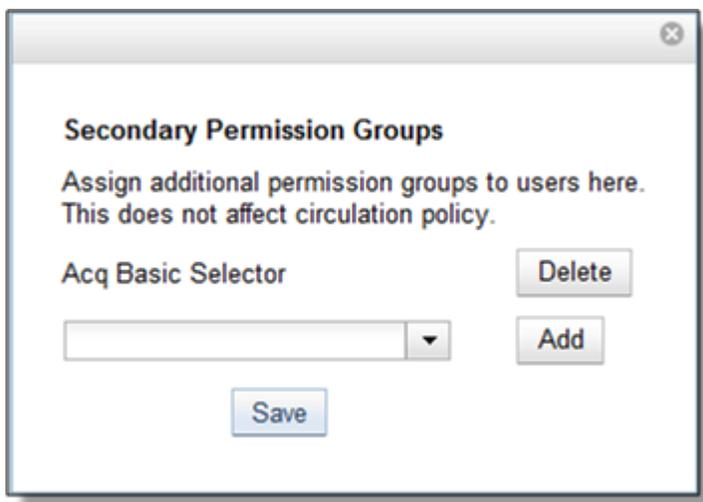 Secondary Permission Groups
Assign additional permission groups to users here.
This does not affect circulation policy.
Acq Basic Selector
Delete
Add
Save